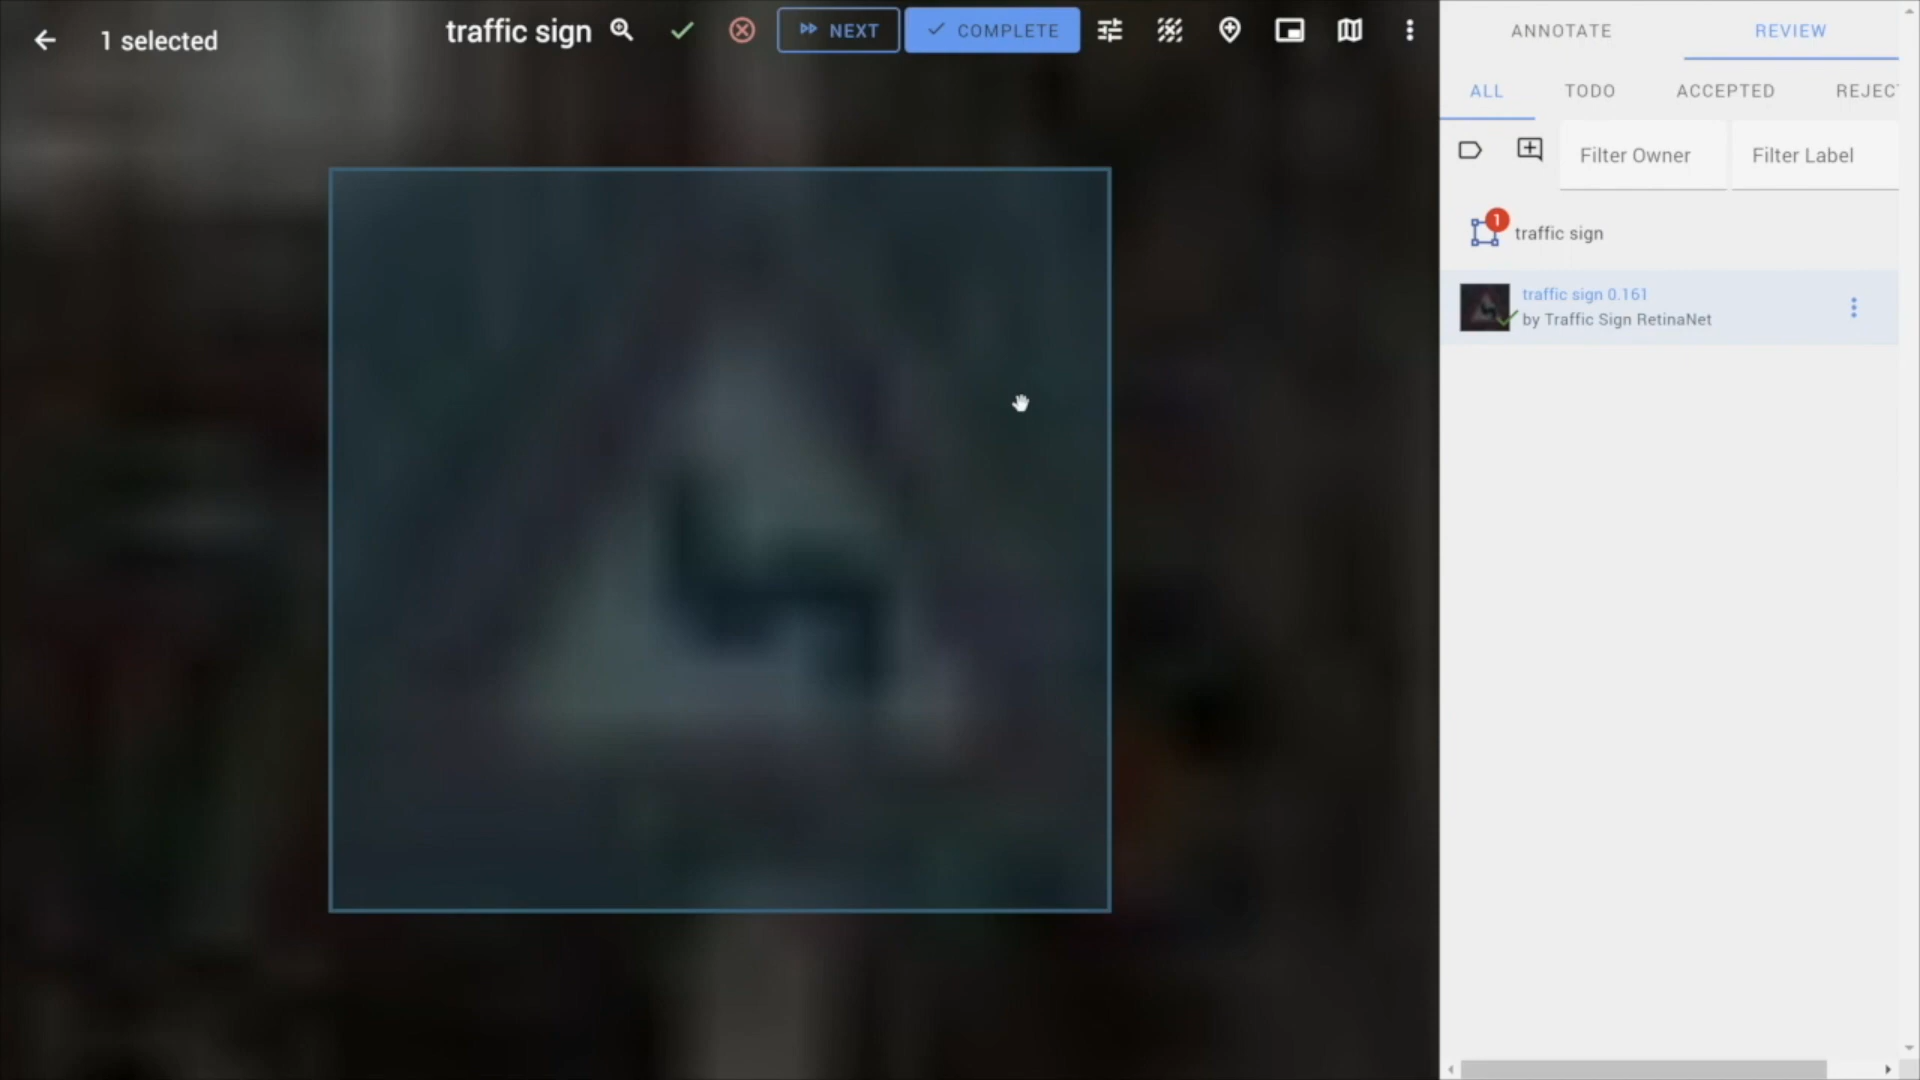 1 selected
traffic sign
NEXT
COMPLETE
ANNOTATE
REVIEW
ALL
TODO
ACCEPTED
REJECT
Filter Owner
Filter Label
1
traffic sign
traffic sign 0.161
by Traffic Sign RetinaNet